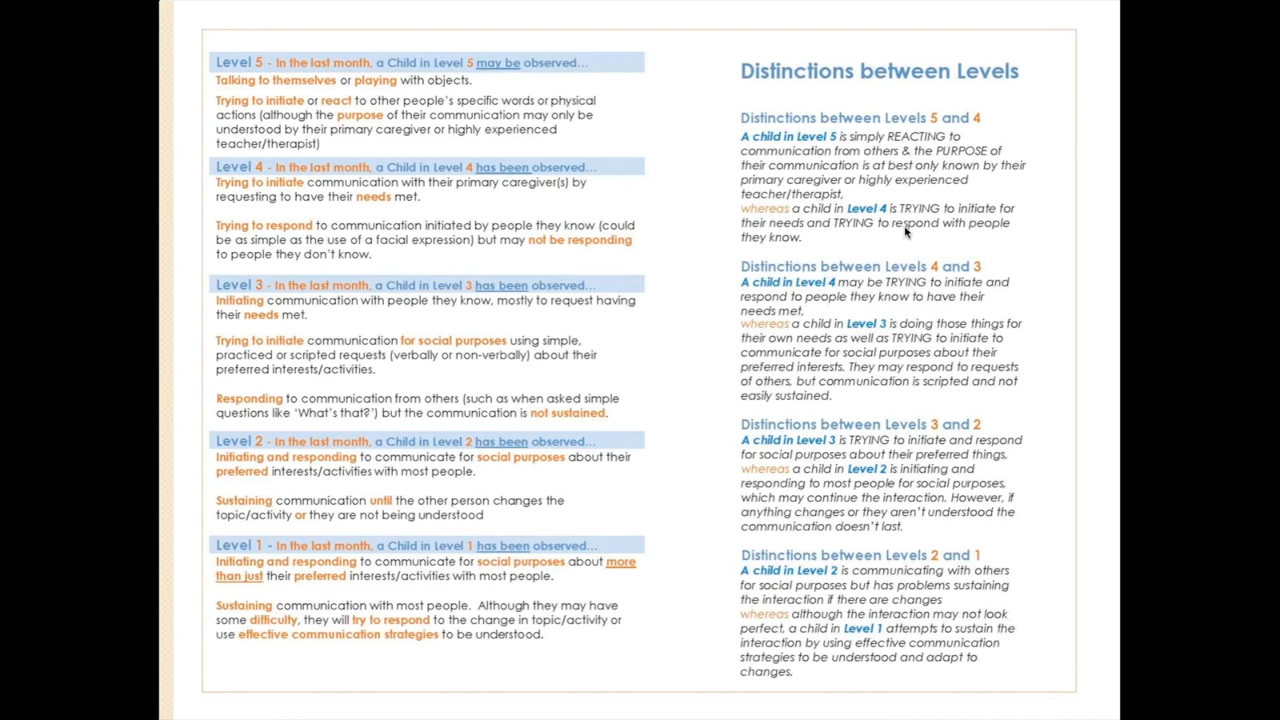 Level 5 - In the last month, a Child in Level 5 may be observed…
Talking to themselves or playing with objects.
Trying to initiate or react to other people's specific words or physical
actions (although the purpose of their communication may only be
understood by their primary caregiver or highly experienced
teacher/therapist)
Level 4 - In the last month, a Child in Level 4 has been observed…
Trying to initiate communication with their primary caregiver(s) by
requesting to have their needs met.
Trying to respond to communication initiated by people they know (could
be as simple as the use of a facial expression) but may not be responding
to people they don't know.
Level 3 - In the last month, a Child in Level 3 has been observed…
Initiating communication with people they know, mostly to request having
their needs met.
Trying to initiate communication for social purposes using simple,
practiced or scripted requests (verbally or non-verbally) about their
preferred interests/activities.
Responding to communication from others (such as when asked simple
questions like 'What's that?') but the communication is not sustained.
Level 2 - In the last month, a Child in Level 2 has been observed…
Initiating and responding to communicate for social purposes about their
preferred interests/activities with most people.
Sustaining communication until the other person changes the
topic/activity or they are not being understood
Level 1 - In the last month, a Child in Level 1 has been observed…
Initiating and responding to communicate for social purposes about more
than just their preferred interests/activities with most people.
Sustaining communication with most people. Although they may have
some difficulty, they will try to respond to the change in topic/activity or
use effective communication strategies to be understood.
Distinctions between Levels
Distinctions between Levels 5 and 4
A child in Level 5 is simply REACTING to
communication from others & the PURPOSE of
their communication is at best only known by their
primary caregiver or highly experienced
teacher/therapist,
whereas a child in Level 4 is TRYING to initiate for
their needs and TRYING to respond with people
they know.
Distinctions between Levels 4 and 3
A child in Level 4 may be TRYING to initiate and
respond to people they know to have their
needs met,
whereas a child in Level 3 is doing those things for
their own needs as well as TRYING to initiate to
communicate for social purposes about their
preferred interests. They may respond to requests
of others, but communication is scripted and not
easily sustained.
Distinctions between Levels 3 and 2
A child in Level 3 is TRYING to initiate and respond
for social purposes about their preferred things,
whereas a child in Level 2 is initiating and
responding to most people for social purposes,
which may continue the interaction. However, if
anything changes or they aren't understood the
communication doesn't last.
Distinctions between Levels 2 and 1
A child in Level 2 is communicating with others
for social purposes but has problems sustaining
the interaction if there are changes
whereas although the interaction may not look
perfect, a child in Level 1 attempts to sustain the
interaction by using effective communication
strategies to be understood and adapt to
changes.